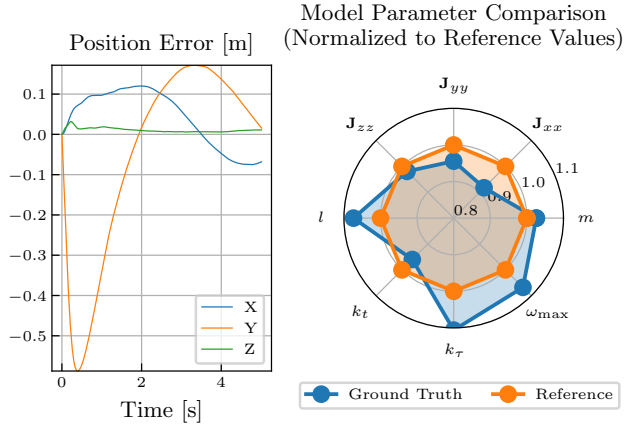 Position Error [m]
0.1
0.0
−0.1
−0.2
−0.3
−0.4
−0.5
0
2
4
X
Y
Z
Time [s]
Model Parameter Comparison
(Normalized to Reference Values)
J_yy
J_zz
J_xx
1.1
1.0
0.9
0.8
l
m
k_t
ω_max
k_τ
Ground Truth
Reference